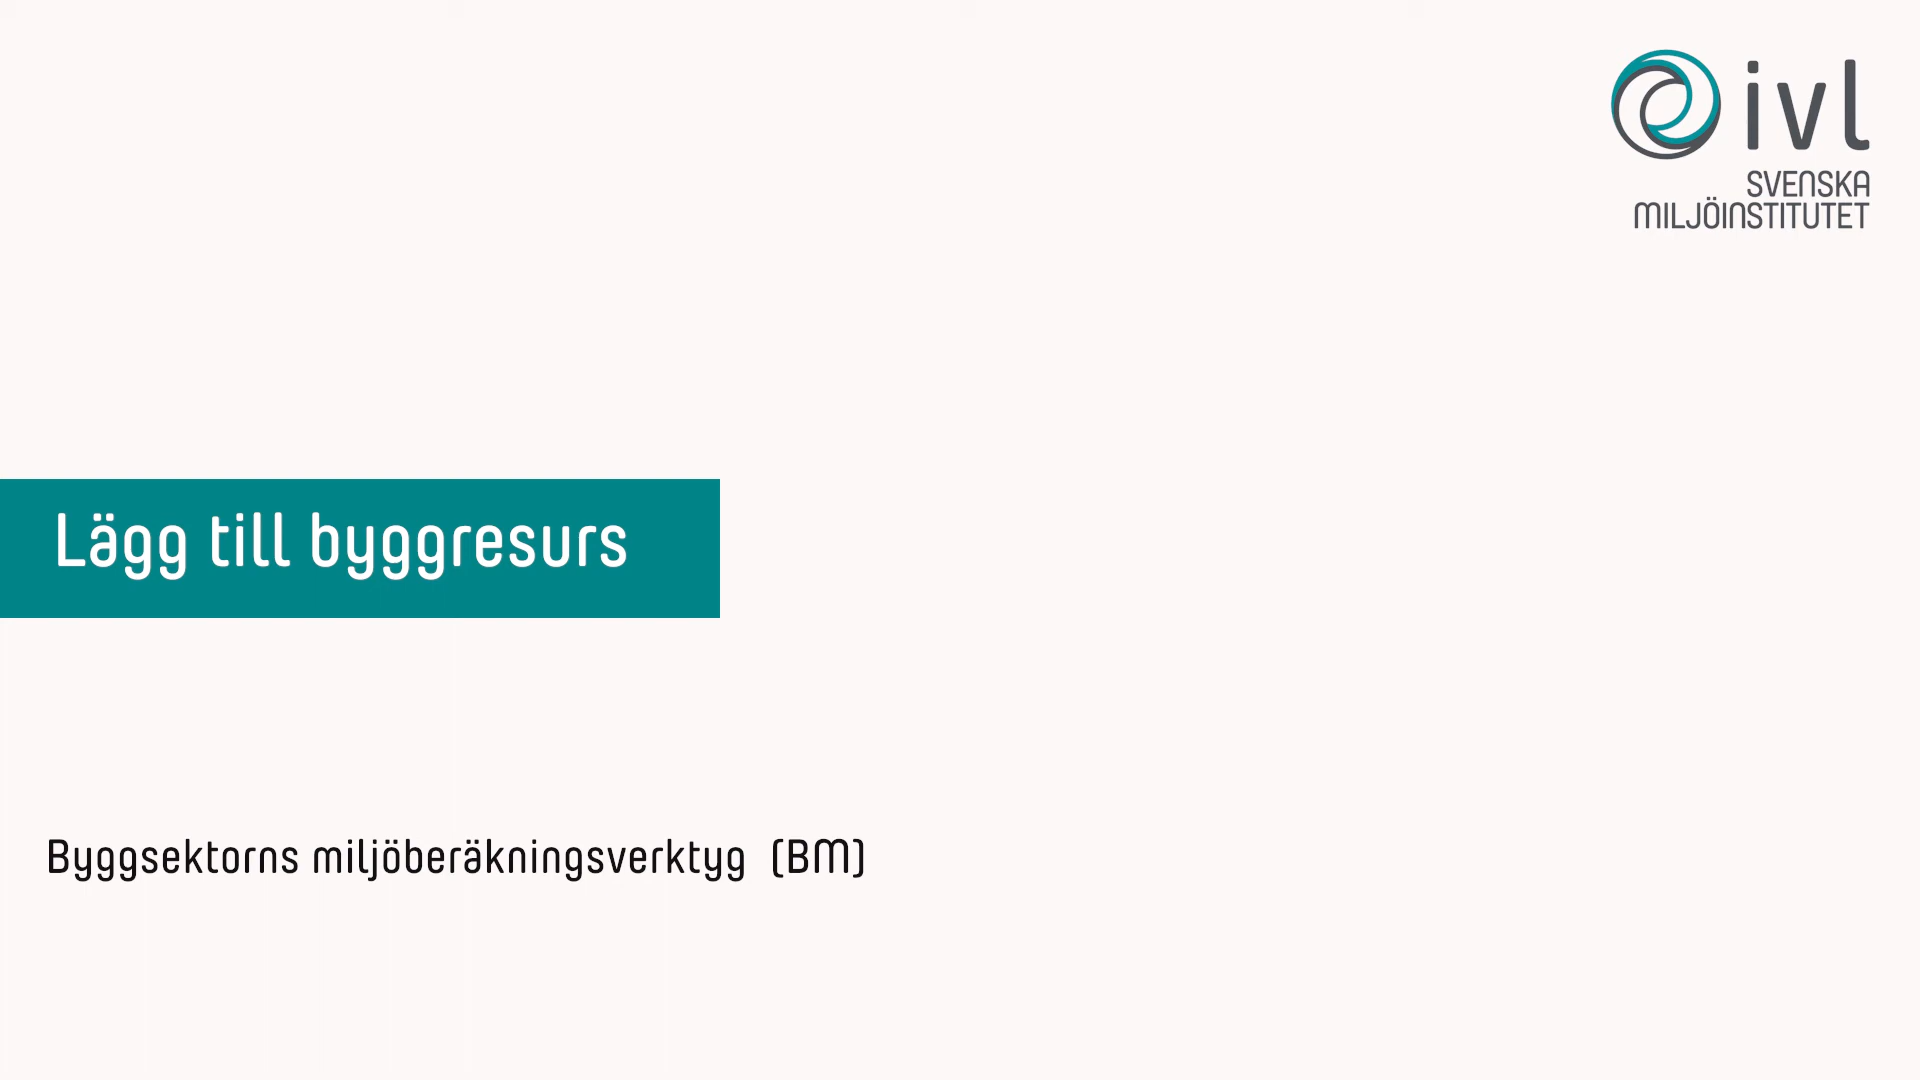 ivl
SVENSKA
MILJÖINSTITUTET
Lägg till byggresurs
Byggsektorns miljöberäkningsverktyg (BM)